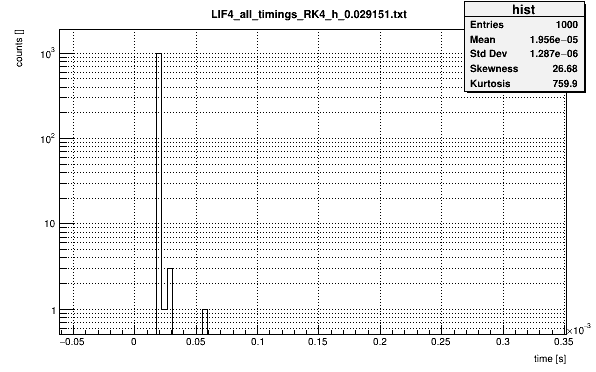 LIF4_all_timings_RK4_h_0.029151.txt
hist
Entries 1000
Mean 1.956e−05
Std Dev 1.287e−06
Skewness 26.68
Kurtosis 759.9
counts []
10³
10²
10
1
−0.05 0 0.05 0.1 0.15 0.2 0.25 0.3 0.35
×10⁻³
time [s]